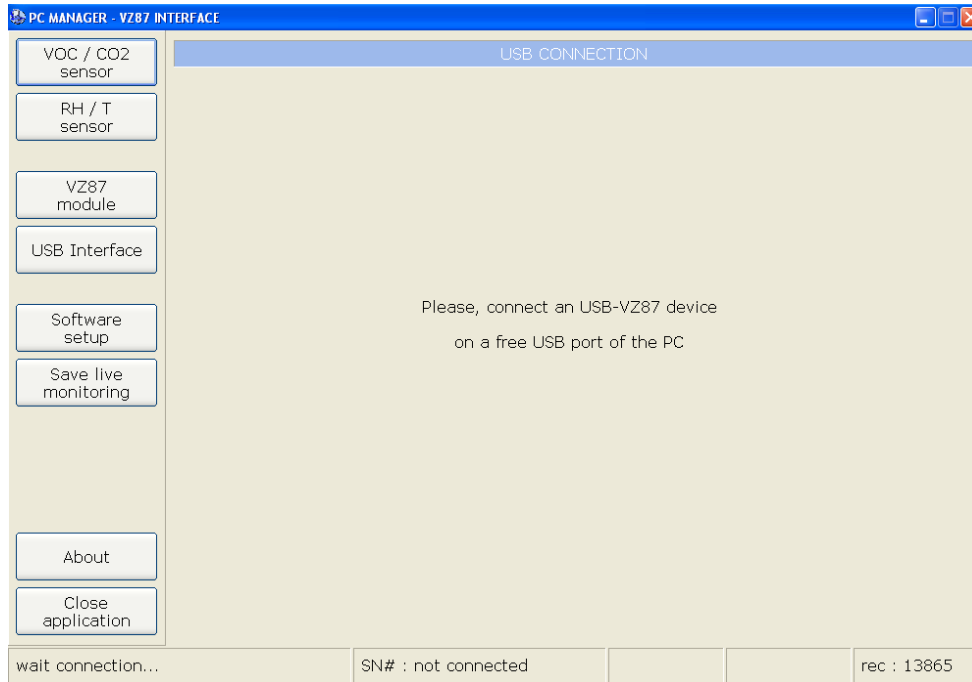 PC MANAGER - VZ87 INTERFACE
VOC / CO2
sensor
RH / T
sensor
VZ87
module
USB Interface
Software
setup
Save live
monitoring
About
Close
application
USB CONNECTION
Please, connect an USB-VZ87 device
on a free USB port of the PC
wait connection...
SN# : not connected
rec : 13865